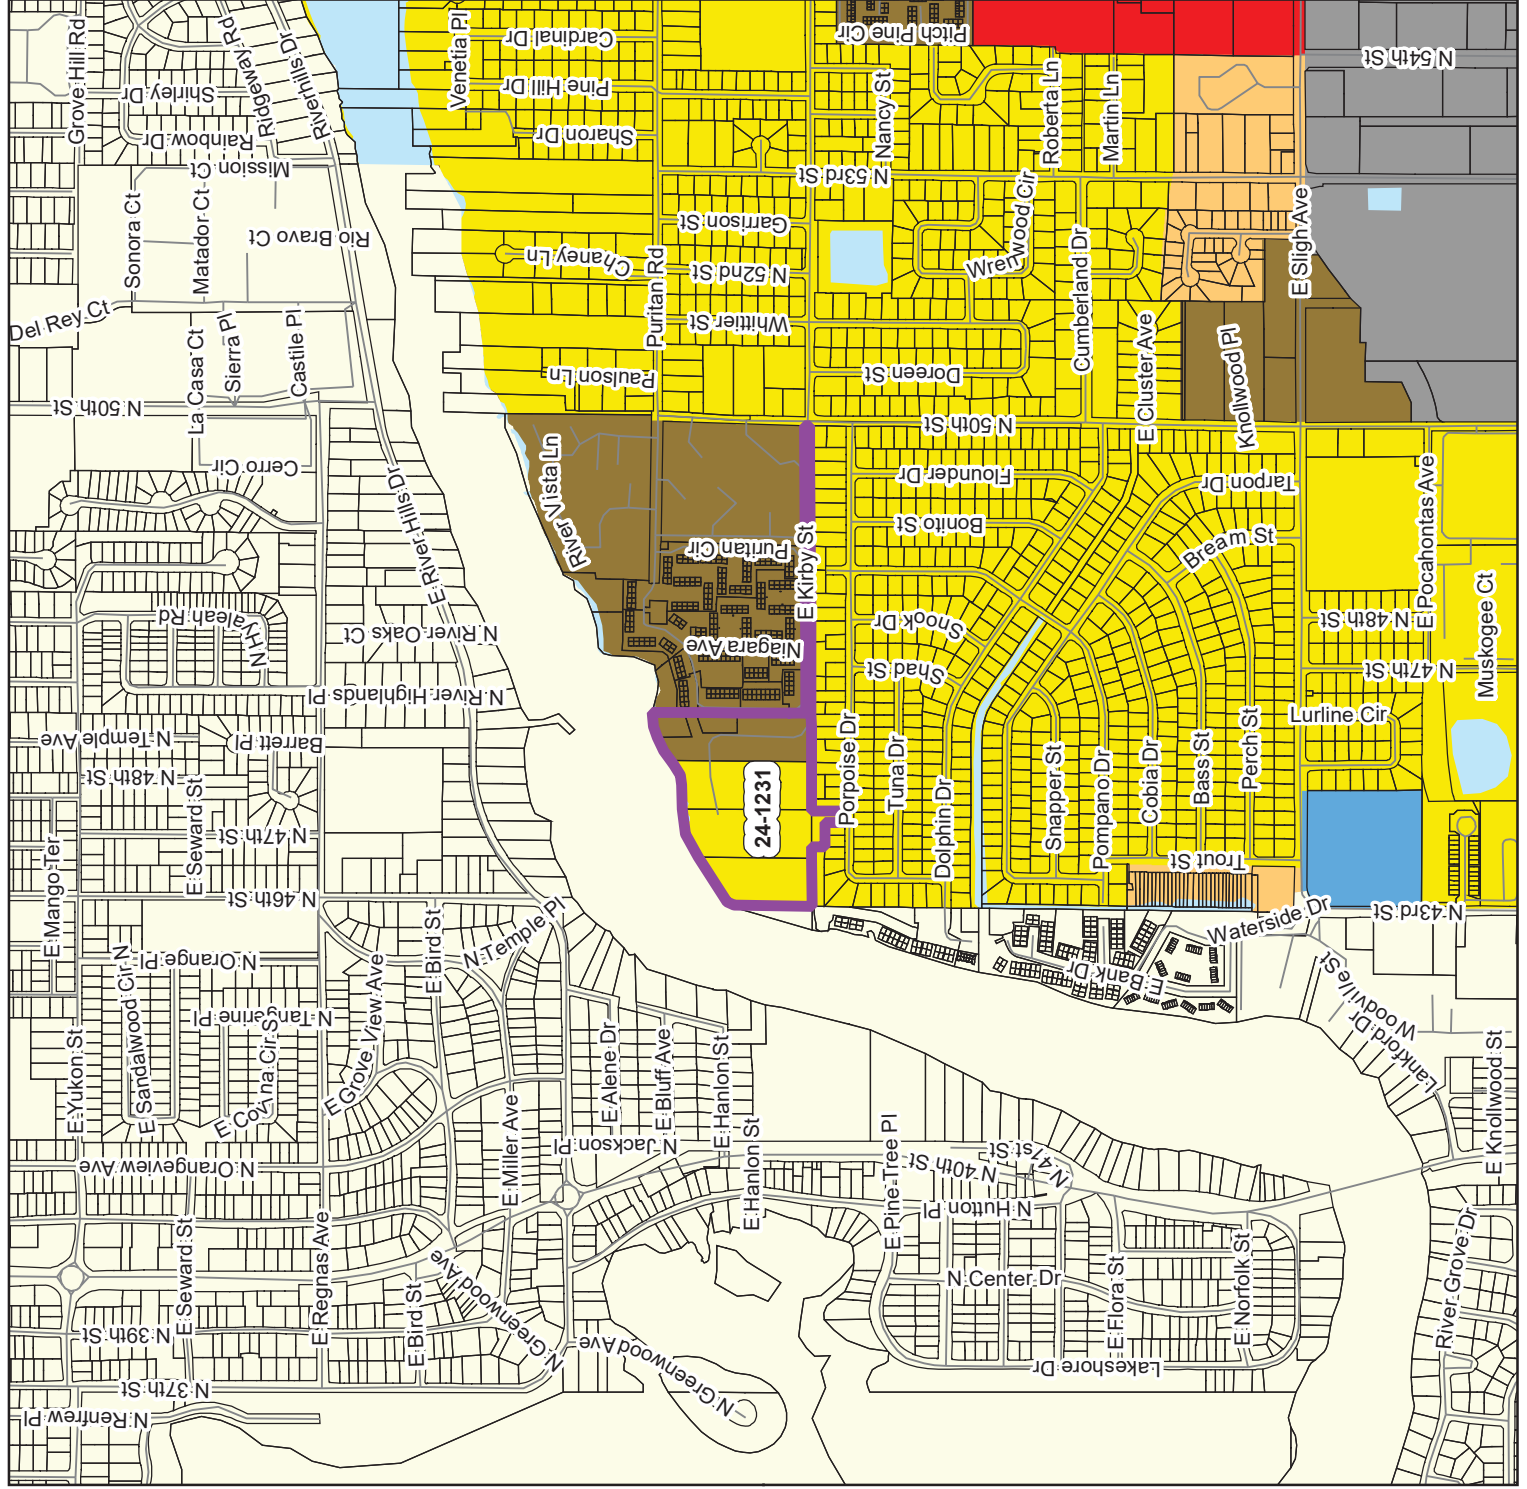 Grove Hill Rd
Shirley Dr
Ridgeway Rd
Riverhills Dr
Rainbow Dr
Mission Ct
Venetia Pl
Cardinal Dr
Pine Hill Dr
Sharon Dr
Pitch Pine Cir
Nancy St
Roberta Ln
Martin Ln
N 54th St
N 53rd St
Sonora Ct
Matador Ct
Rio Bravo Ct
Garrison St
Chaney Ln
N 52nd St
Puritan Rd
Whittier St
Wrenwood Cir
Cumberland Dr
E Sligh Ave
Del Rey Ct
La Casa Ct
Sierra Pl
Castile Pl
Paulson Ln
Doreen St
E Cluster Ave
Knollwood Pl
N 50th St
N 50th St
Cerro Cir
E River Hills Dr
River Vista Ln
Puritan Cir
E Kirby St
Flounder Dr
Bonito St
Tarpon Dr
Bream St
E Pocahontas Ave
N Hyaleah Rd
N River Oaks Ct
Niagara Ave
Snook Dr
Shad St
N 48th St
N 47th St
Muskogee Ct
N River Highlands Pl
Lurline Cir
N Temple Ave
Barrett Pl
N 48th St
E Seward St
N 47th St
24-1231
Porpoise Dr
Tuna Dr
Dolphin Dr
Snapper St
Pompano Dr
Cobia Dr
Bass St
Perch St
Trout St
E Mango Ter
N 46th St
N 43rd St
E Bird St
N Temple Pl
Waterside Dr
N Orange Pl
E Bank Dr
Woodville St
E Sandalwood Cir N
N Tangerine Pl
E Grove View Ave
Lankford Dr
E Yukon St
E Covina Cir S
E Alene Dr
E Bluff Ave
E Hanlon St
E Knollwood St
E Miller Ave
N Jackson Pl
E Hanlon St
E Pine Tree Pl
N 40th St
N 47st St
N Orangeview Ave
N Hutton Pl
E Seward St
E Regnas Ave
E Bird St
N Greenwood Ave
N Center Dr
E Flora St
E Norfolk St
River Grove Dr
N 39th St
N Greenwood Ave
Lakeshore Dr
N 37th St
N Renfrew Pl